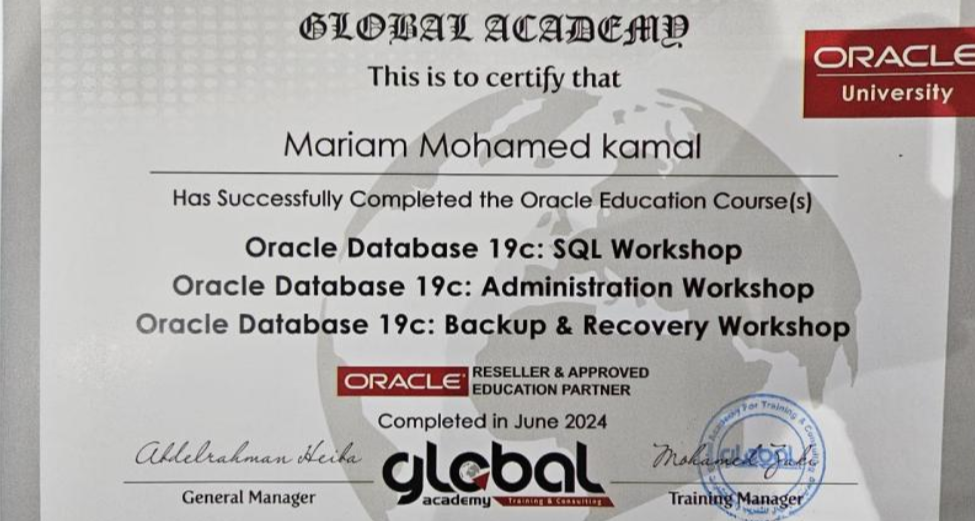 GLOBAL ACADEMY
This is to certify that
ORACLE
University
Mariam Mohamed kamal
Has Successfully Completed the Oracle Education Course(s)
Oracle Database 19c: SQL Workshop
Oracle Database 19c: Administration Workshop
Oracle Database 19c: Backup & Recovery Workshop
ORACLE
RESELLER & APPROVED
EDUCATION PARTNER
Completed in June 2024
Abdelrahman Heiba
global
academy Training & Consulting
Mohamed
General Manager
Training Manager
Academy For Training &
global